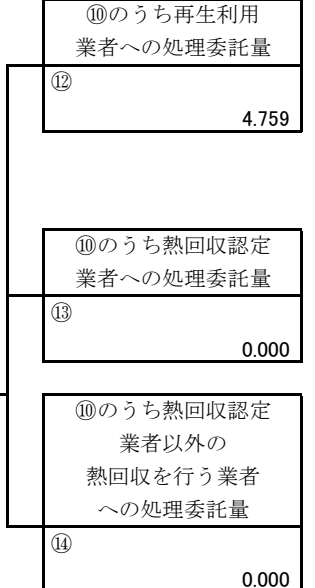 ⑩のうち再生利用
業者への処理委託量
⑫
4.759
⑩のうち熱回収認定
業者への処理委託量
⑬
0.000
⑩のうち熱回収認定
業者以外の
熱回収を行う業者
への処理委託量
⑭
0.000